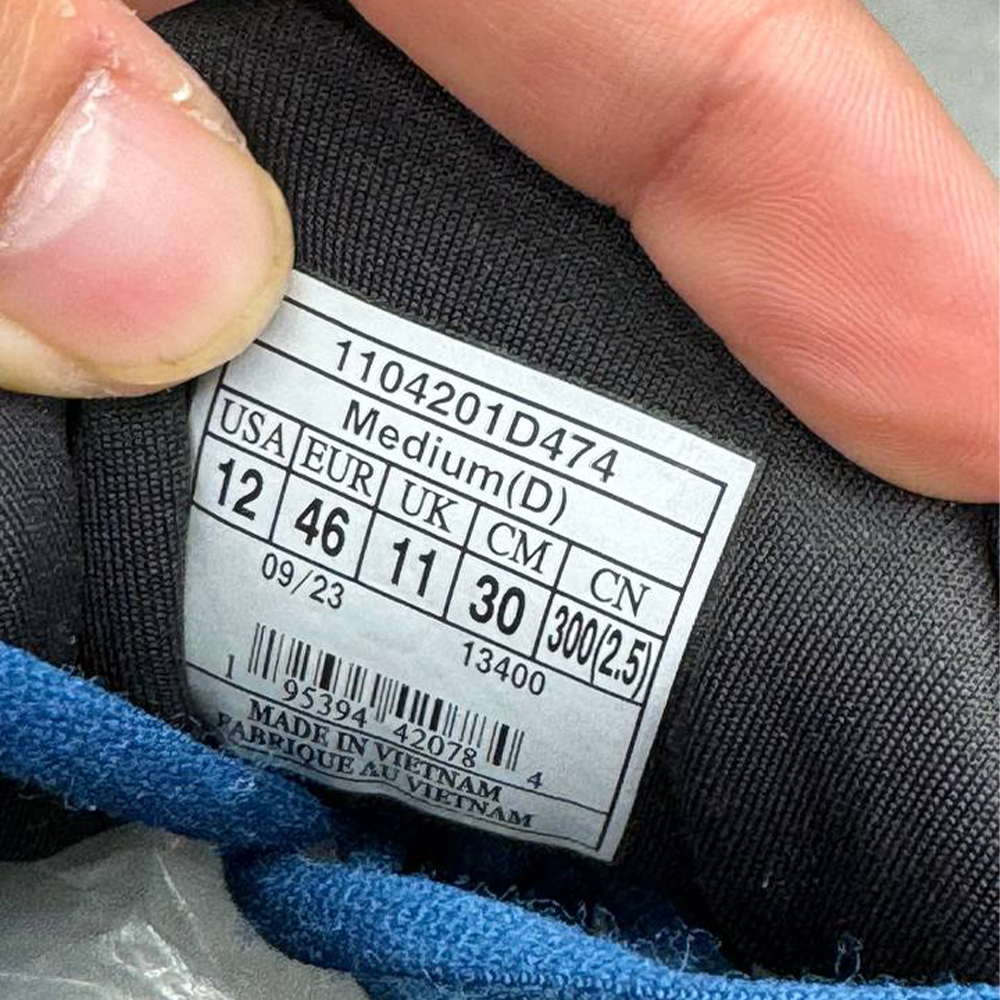 1104201D474
Medium(D)
USA EUR UK CM CN
12 46 11 30 300(2.5)
09/23
13400
1 95394 42078 4
MADE IN VIETNAM
FABRIQUE AU VIETNAM